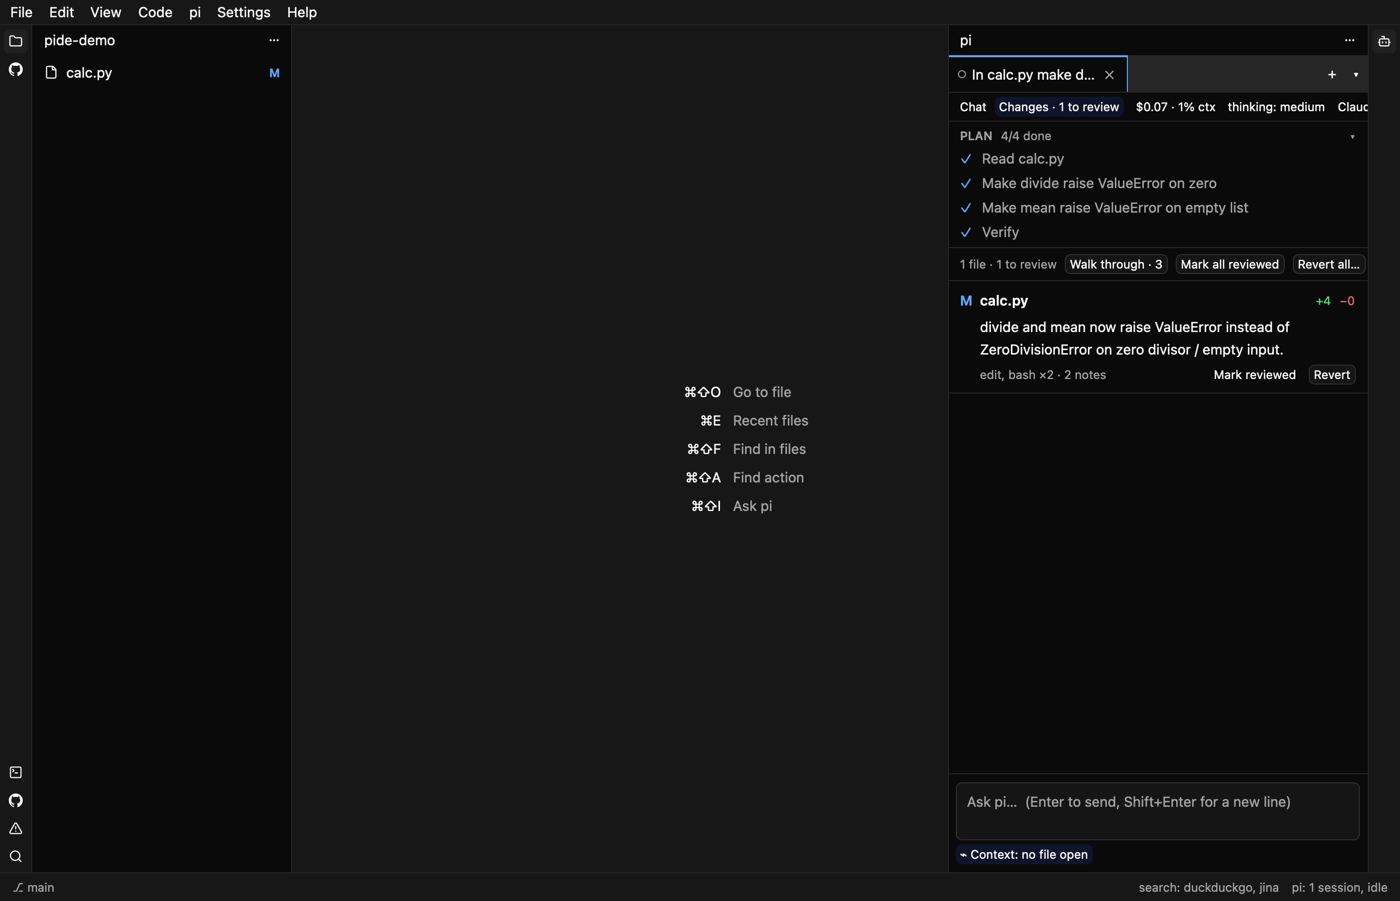 File Edit View Code pi Settings Help
pide-demo ···
calc.py M
⌘⇧O Go to file
⌘E Recent files
⌘⇧F Find in files
⌘⇧A Find action
⌘⇧I Ask pi
pi ···
In calc.py make d... × + ▾
Chat Changes · 1 to review $0.07 · 1% ctx thinking: medium Claud
PLAN 4/4 done
✓ Read calc.py
✓ Make divide raise ValueError on zero
✓ Make mean raise ValueError on empty list
✓ Verify
1 file · 1 to review Walk through · 3 Mark all reviewed Revert all...
M calc.py +4 −0
divide and mean now raise ValueError instead of
ZeroDivisionError on zero divisor / empty input.
edit, bash ×2 · 2 notes Mark reviewed Revert
Ask pi... (Enter to send, Shift+Enter for a new line)
Context: no file open
main search: duckduckgo, jina pi: 1 session, idle